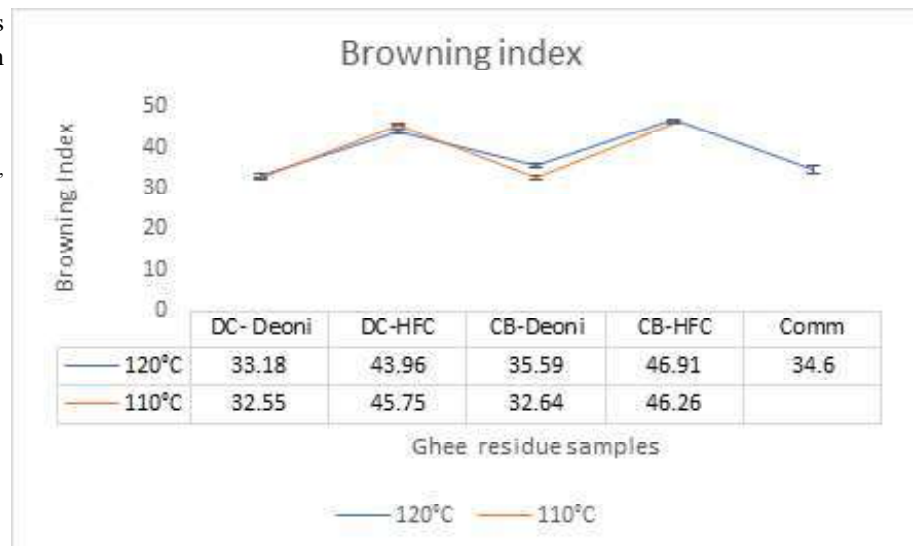 s
n
,
Browning index
Browning Index
50
40
30
20
10
0
DC- Deoni DC-HFC CB-Deoni CB-HFC Comm
120°C 33.18 43.96 35.59 46.91 34.6
110°C 32.55 45.75 32.64 46.26
Ghee residue samples
120°C 110°C